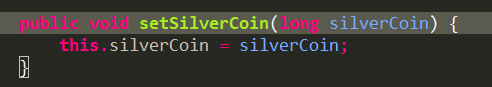 public void setSilverCoin(long silverCoin) {
    this.silverCoin = silverCoin;
}